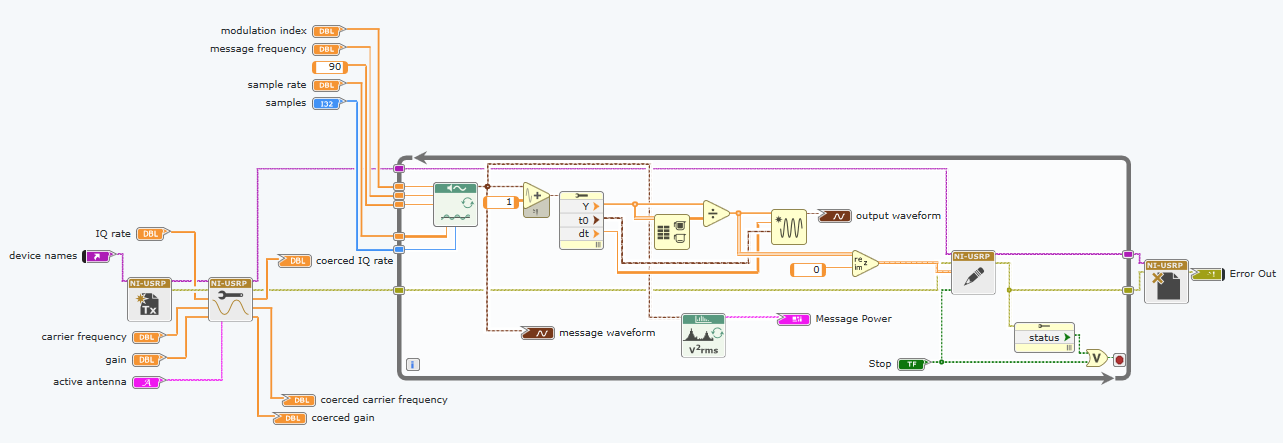 modulation index DBL
message frequency DBL
90
sample rate DBL
samples I32
1
Y
t0
dt
output waveform
IQ rate DBL
device names
DBL coerced IQ rate
NI-USRP
Tx
NI-USRP
0
re
im
z
NI-USRP
NI-USRP
Error Out
carrier frequency DBL
gain DBL
active antenna A
message waveform
V²rms
Message Power
status
V
Stop TF
i
DBL coerced carrier frequency
DBL coerced gain